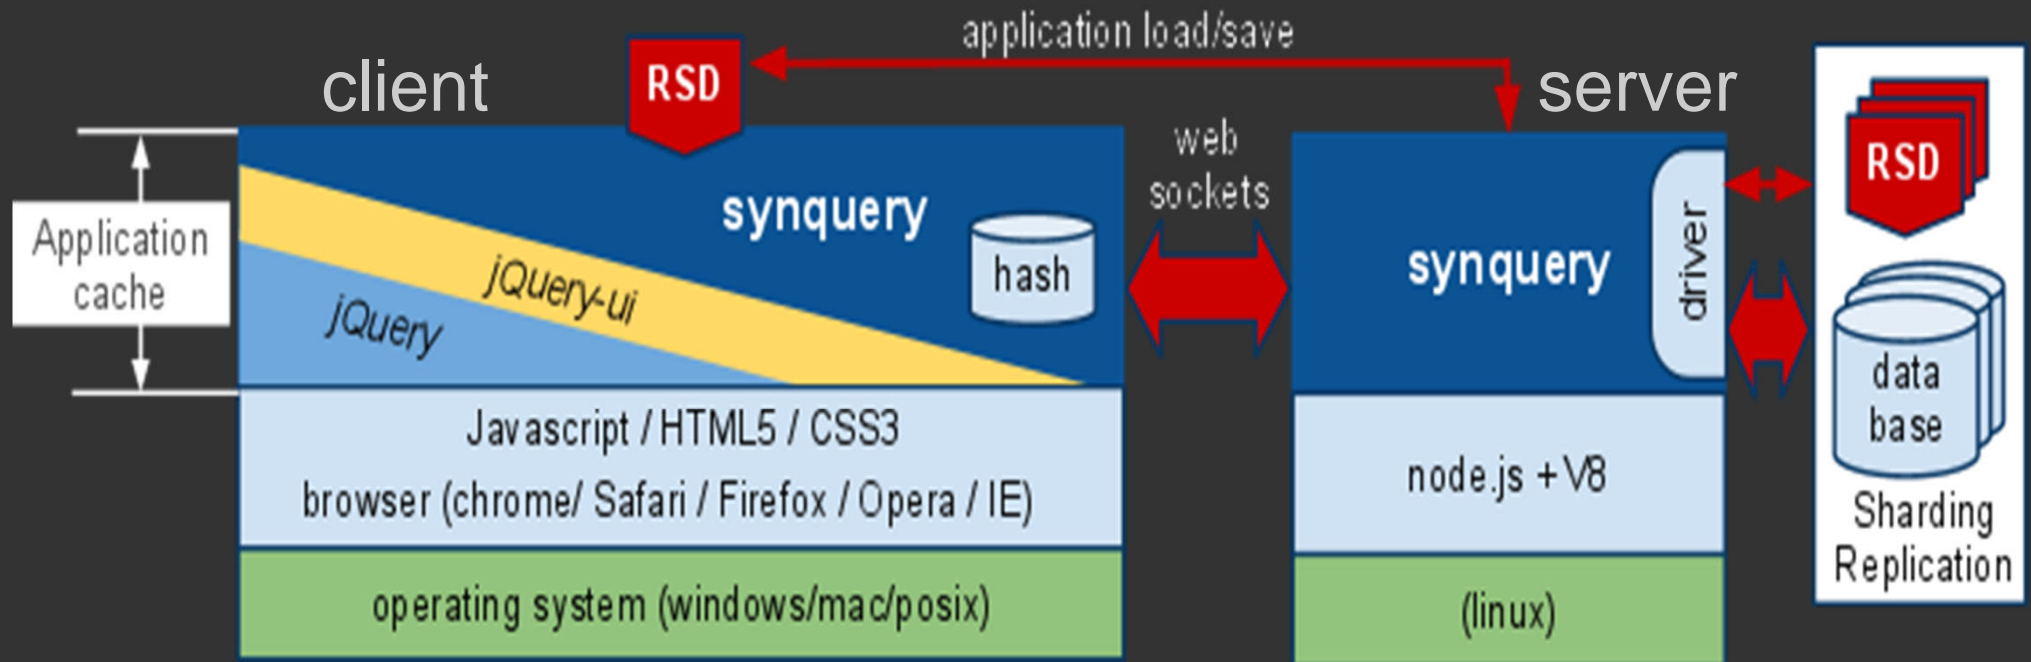 application load/save
client
RSD
server
web
sockets
RSD
Application
cache
synquery
hash
jQuery-ui
jQuery
synquery
driver
data
base
Javascript / HTML5 / CSS3
browser (chrome/ Safari / Firefox / Opera / IE)
node.js + V8
Sharding
Replication
operating system (windows/mac/posix)
(linux)